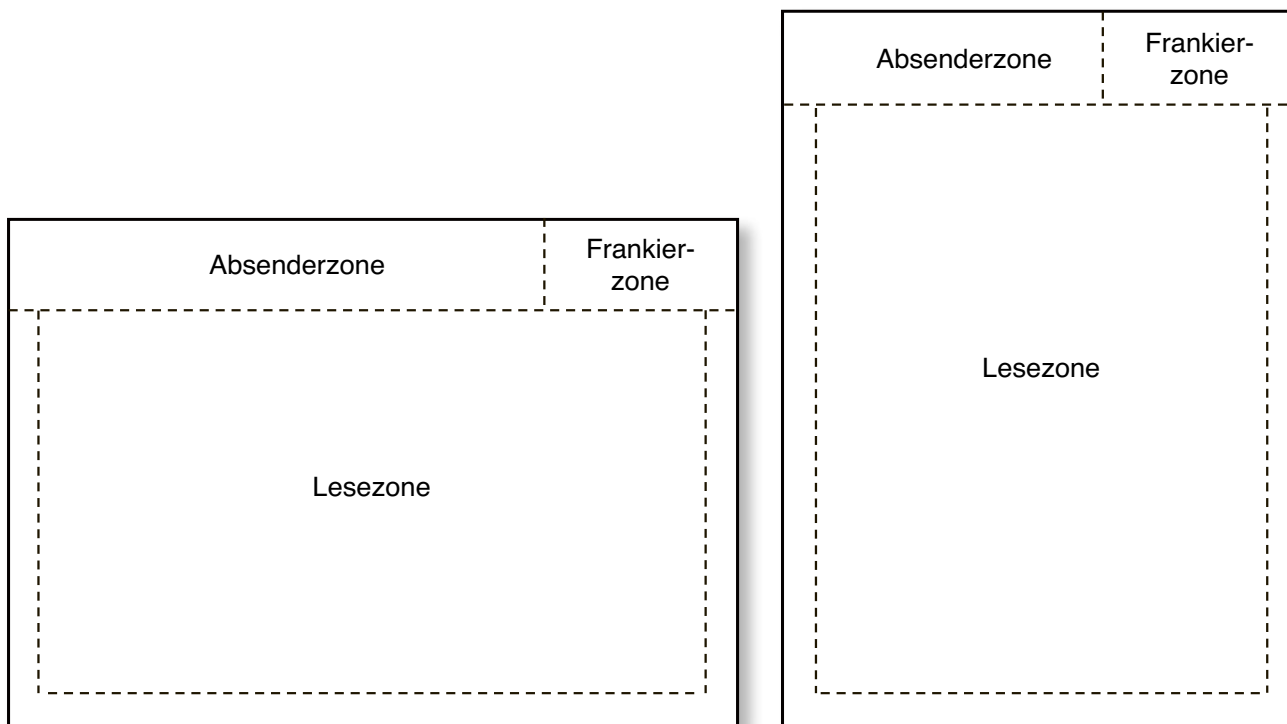 Absenderzone
Frankier-
zone
Lesezone
Absenderzone
Frankier-
zone
Lesezone